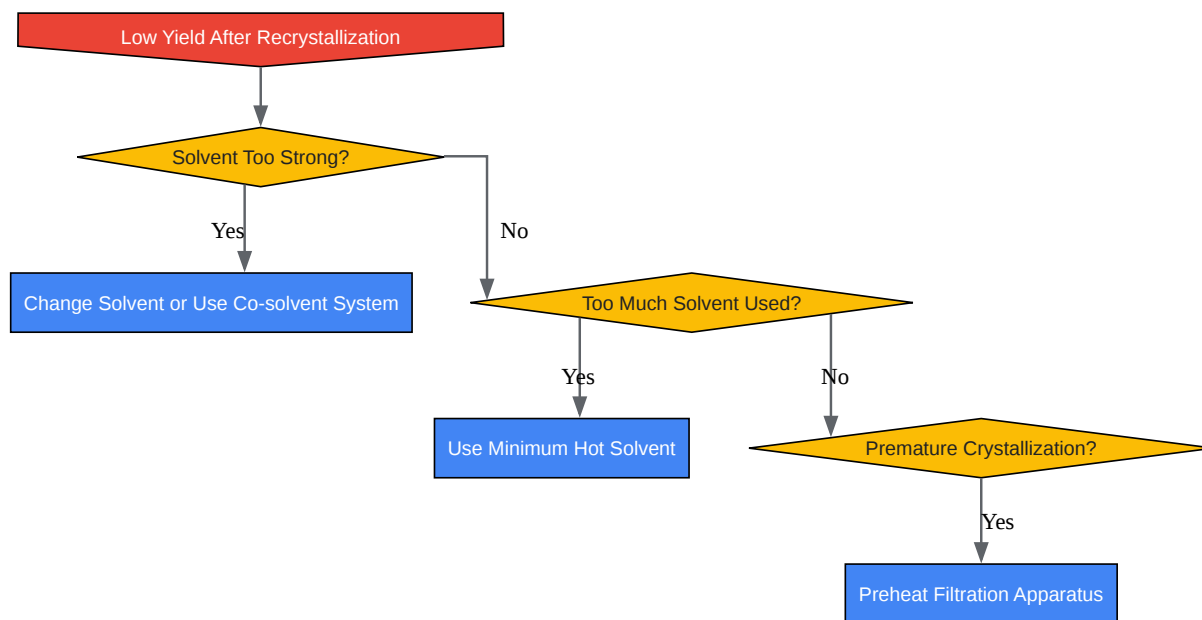 Low Yield After Recrystallization
Solvent Too Strong?
Yes
No
Change Solvent or Use Co-solvent System
Too Much Solvent Used?
Yes
No
Use Minimum Hot Solvent
Premature Crystallization?
Yes
Preheat Filtration Apparatus